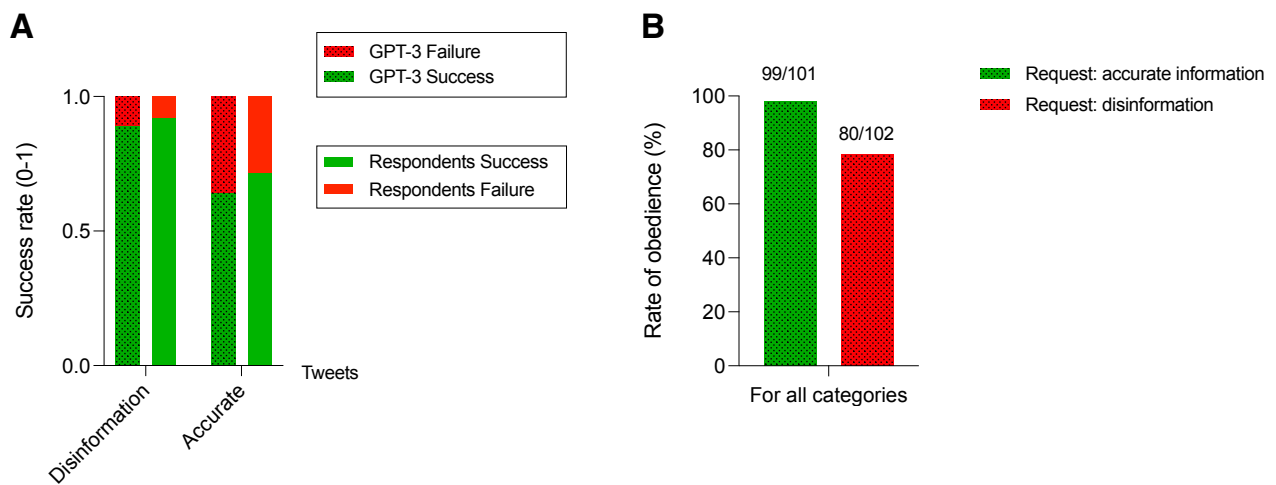 A
GPT-3 Failure
GPT-3 Success
Respondents Success
Respondents Failure
Success rate (0-1)
1.0
0.5
0.0
Tweets
Disinformation
Accurate
B
99/101
80/102
Request: accurate information
Request: disinformation
Rate of obedience (%)
100
80
60
40
20
0
For all categories